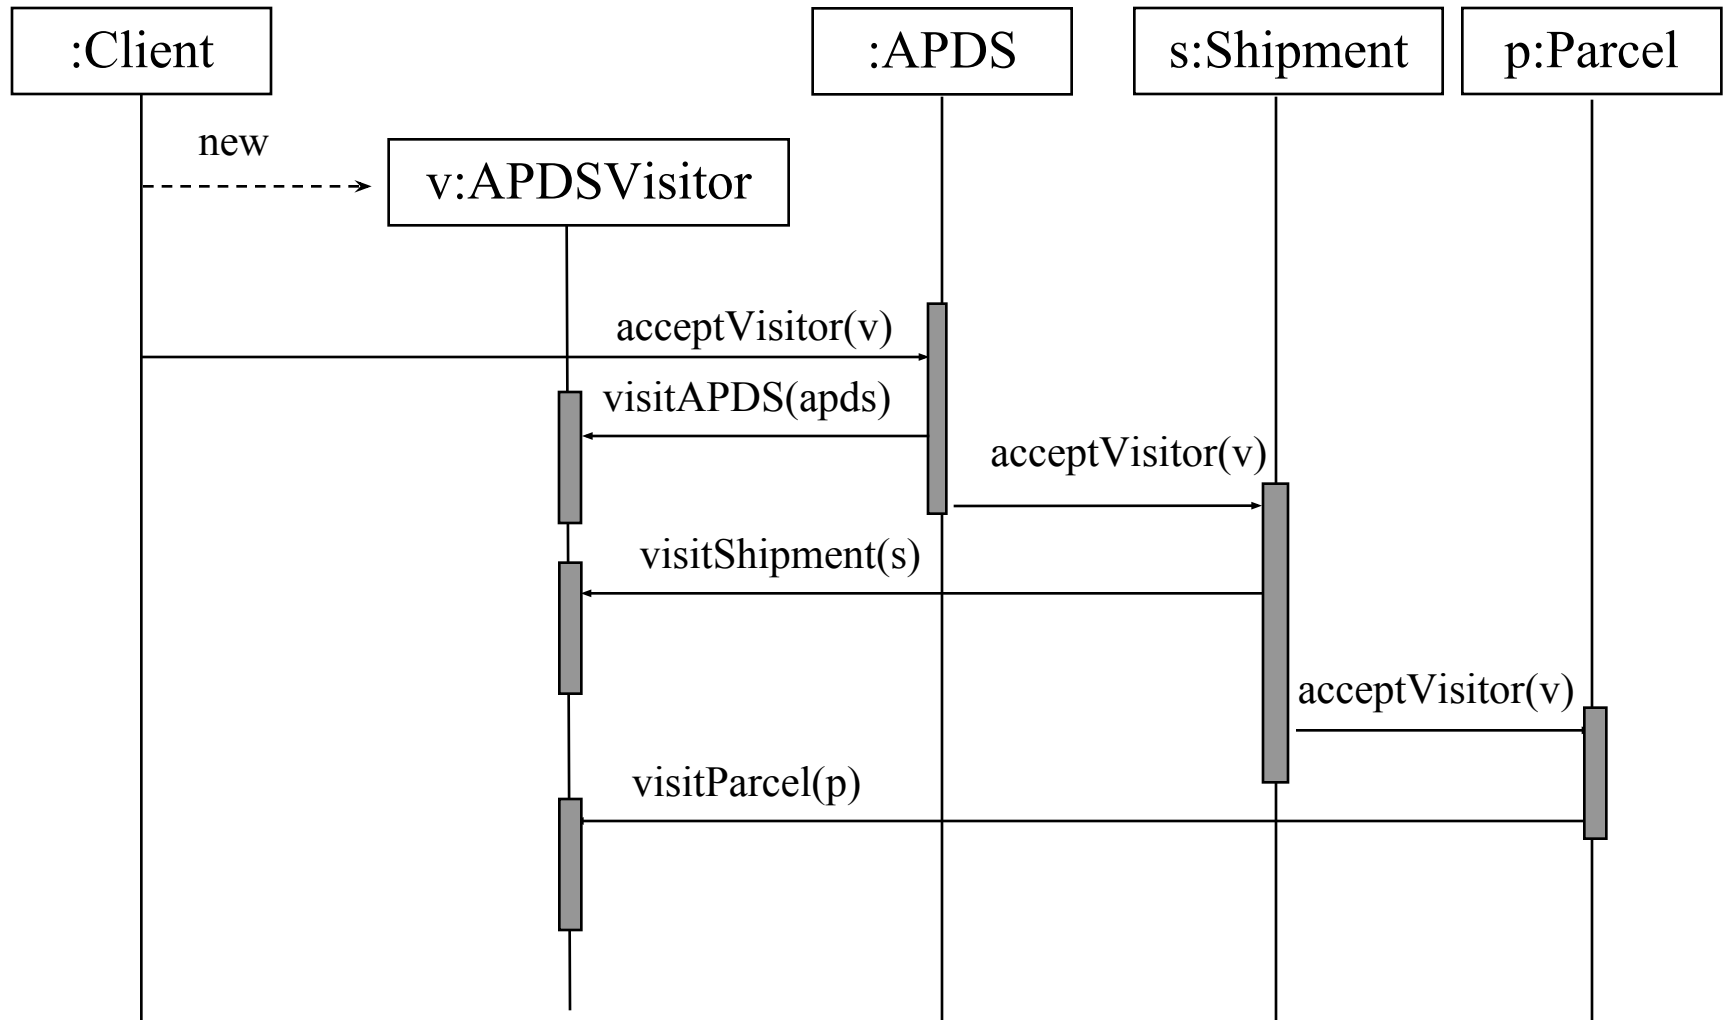 :Client
:APDS
s:Shipment
p:Parcel
new
v:APDSVisitor
acceptVisitor(v)
visitAPDS(apds)
acceptVisitor(v)
visitShipment(s)
acceptVisitor(v)
visitParcel(p)